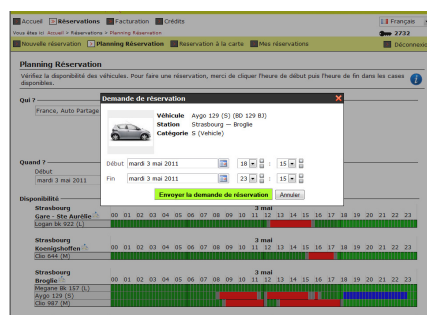 Accueil Réservations Facturation Crédits Français
Vous êtes ici Accueil > Réservations > Planning Réservation 2732
Nouvelle réservation Planning Réservation Reservation à la carte Mes réservations Déconnexio
Planning Réservation
Vérifiez la disponibilité des véhicules. Pour faire une réservation, merci de cliquer l'heure de début puis l'heure de fin dans les cases disponibles.
Qui ?
France, Auto Partage
Demande de réservation
Véhicule Aygo 129 (S) (BD 129 BJ)
Station Strasbourg — Broglie
Catégorie S (Vehicle)
Début mardi 3 mai 2011 18 : 15
Fin mardi 3 mai 2011 23 : 15
Envoyer la demande de réservation Annuler
Quand ?
Début
mardi 3 mai 2011
Disponibilité
Strasbourg 3 mai
Gare - Ste Aurélie 00 01 02 03 04 05 06 07 08 09 10 11 12 13 14 15 16 17 18 19 20 21 22 23
Logan bk 922 (L)
Strasbourg 3 mai
Koenigshoffen 00 01 02 03 04 05 06 07 08 09 10 11 12 13 14 15 16 17 18 19 20 21 22 23
Clio 644 (M)
Strasbourg 3 mai
Broglie 00 01 02 03 04 05 06 07 08 09 10 11 12 13 14 15 16 17 18 19 20 21 22 23
Megane Bk 157 (L)
Aygo 129 (S)
Clio 987 (M)